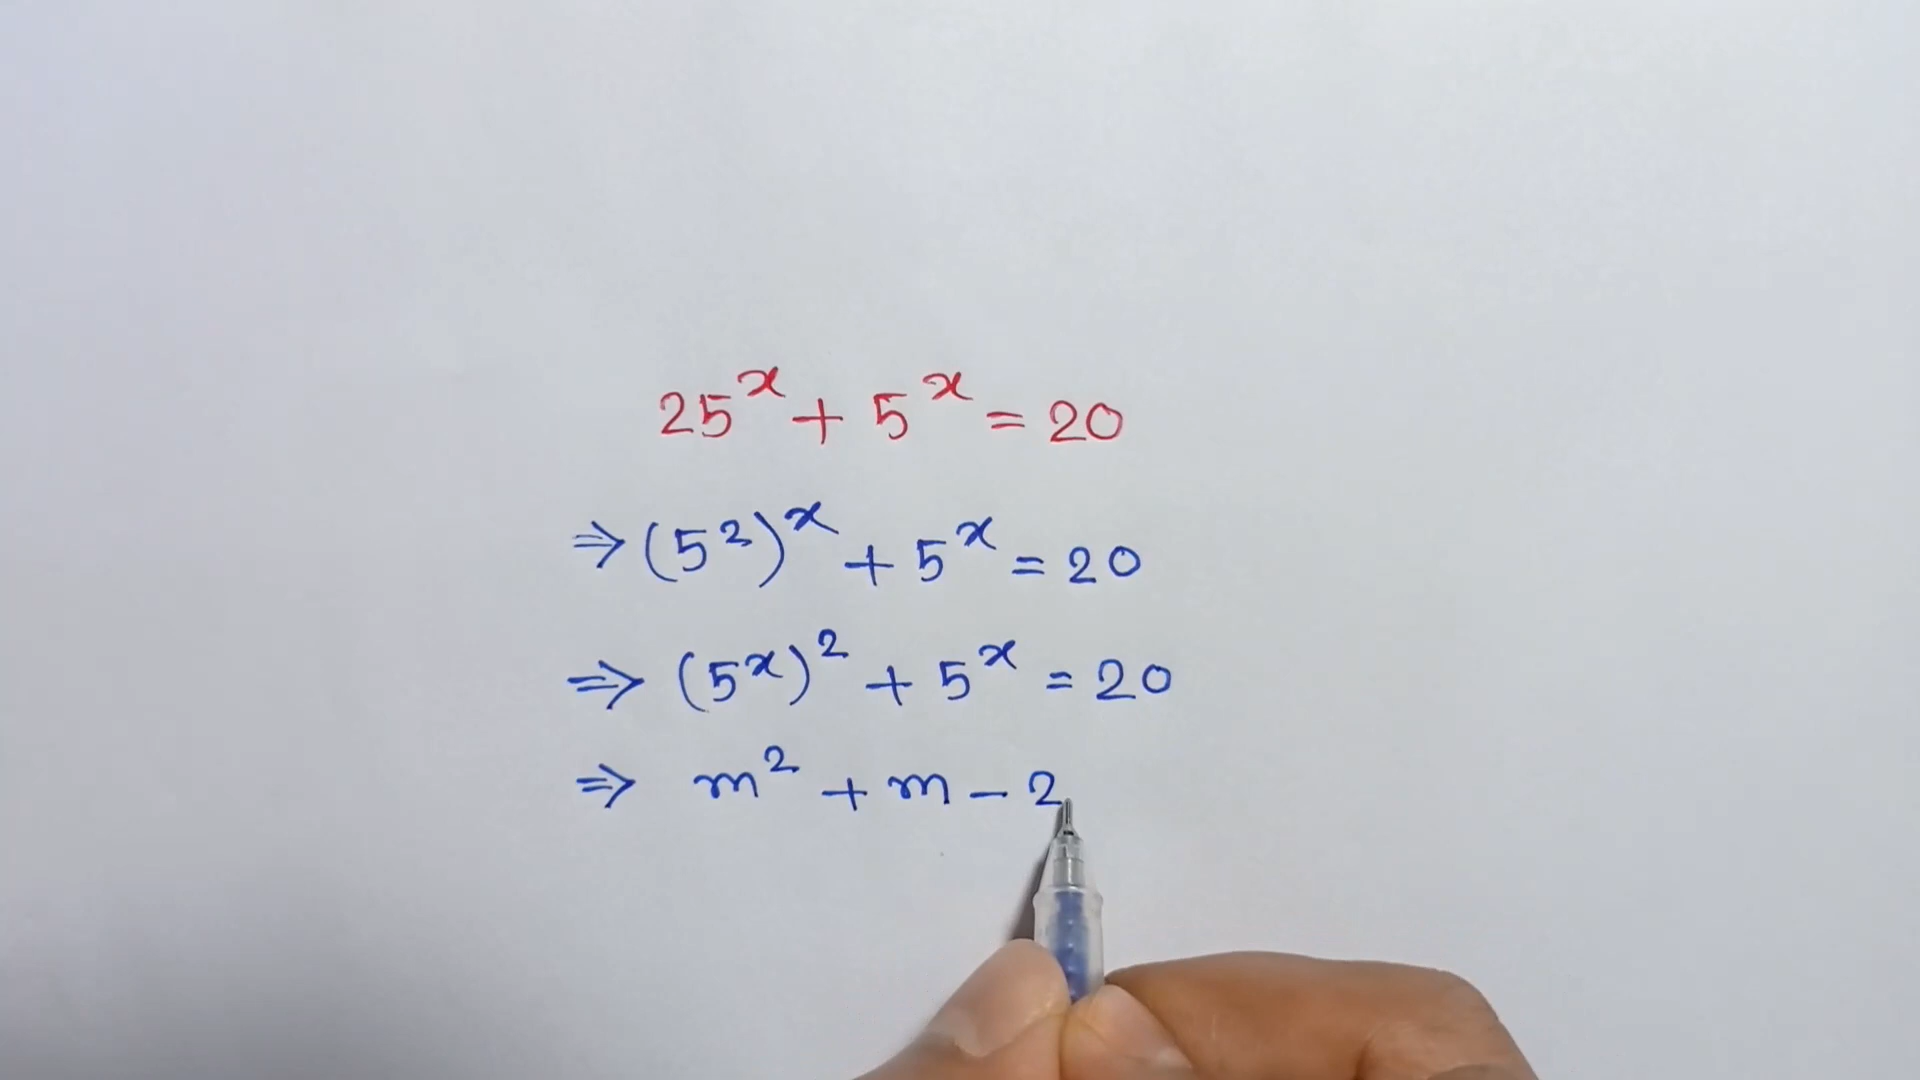 25^x + 5^x = 20
⇒ (5^2)^x + 5^x = 20
⇒ (5^x)^2 + 5^x = 20
⇒ m^2 + m - 2